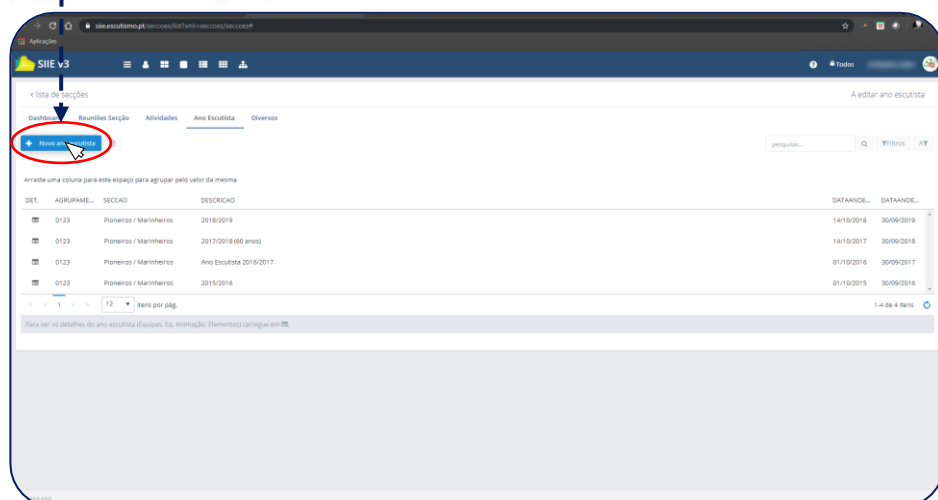 siie.escutismo.pt/seccoes/list?xml=seccoes/seccoes#
Aplicações
SIIE v3
Todos
< lista de secções
A editar ano escutista
Dashboard Reuniões Secção Atividades Ano Escutista Diversos
+ Novo ano escutista
pesquisar... Filtros
Arraste uma coluna para este espaço para agrupar pelo valor da mesma
DET. AGRUPAME... SECCAO DESCRICAO DATAANOE... DATAANOE...
0123 Pioneiros / Marinheiros 2018/2019 14/10/2018 30/09/2019
0123 Pioneiros / Marinheiros 2017/2018 (60 anos) 14/10/2017 30/09/2018
0123 Pioneiros / Marinheiros Ano Escutista 2016/2017 01/10/2016 30/09/2017
0123 Pioneiros / Marinheiros 2015/2016 01/10/2015 30/09/2016
1 12 itens por pág. 1-4 de 4 itens
Para ver os detalhes do ano escutista (Equipas, Eq. Animação, Elementos) carregue em